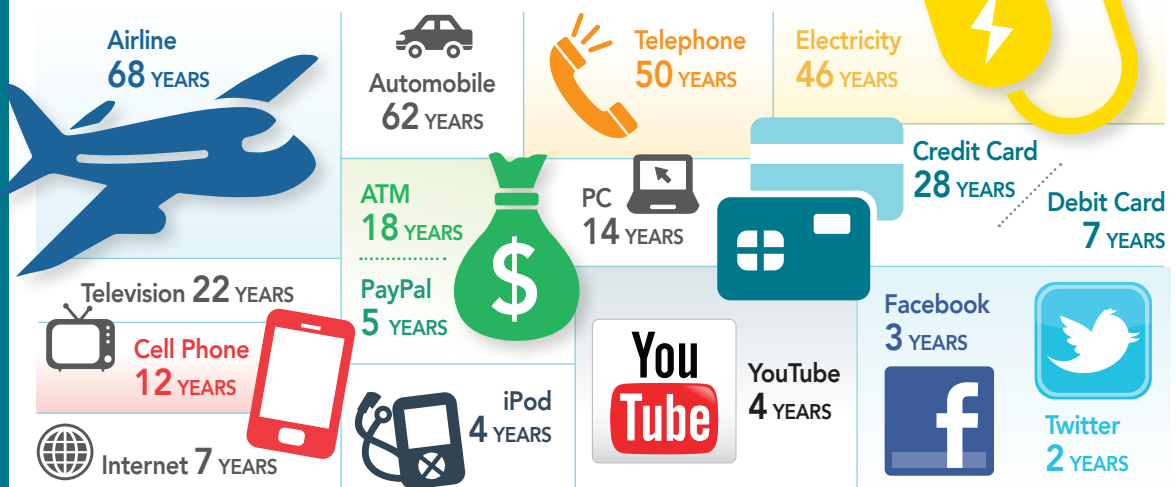 Airline
68 YEARS
Automobile
62 YEARS
Telephone
50 YEARS
Electricity
46 YEARS
ATM
18 YEARS
PayPal
5 YEARS
$
PC
14 YEARS
Credit Card
28 YEARS
Debit Card
7 YEARS
Television 22 YEARS
Cell Phone
12 YEARS
Internet 7 YEARS
iPod
4 YEARS
You
Tube
YouTube
4 YEARS
Facebook
3 YEARS
f
Twitter
2 YEARS